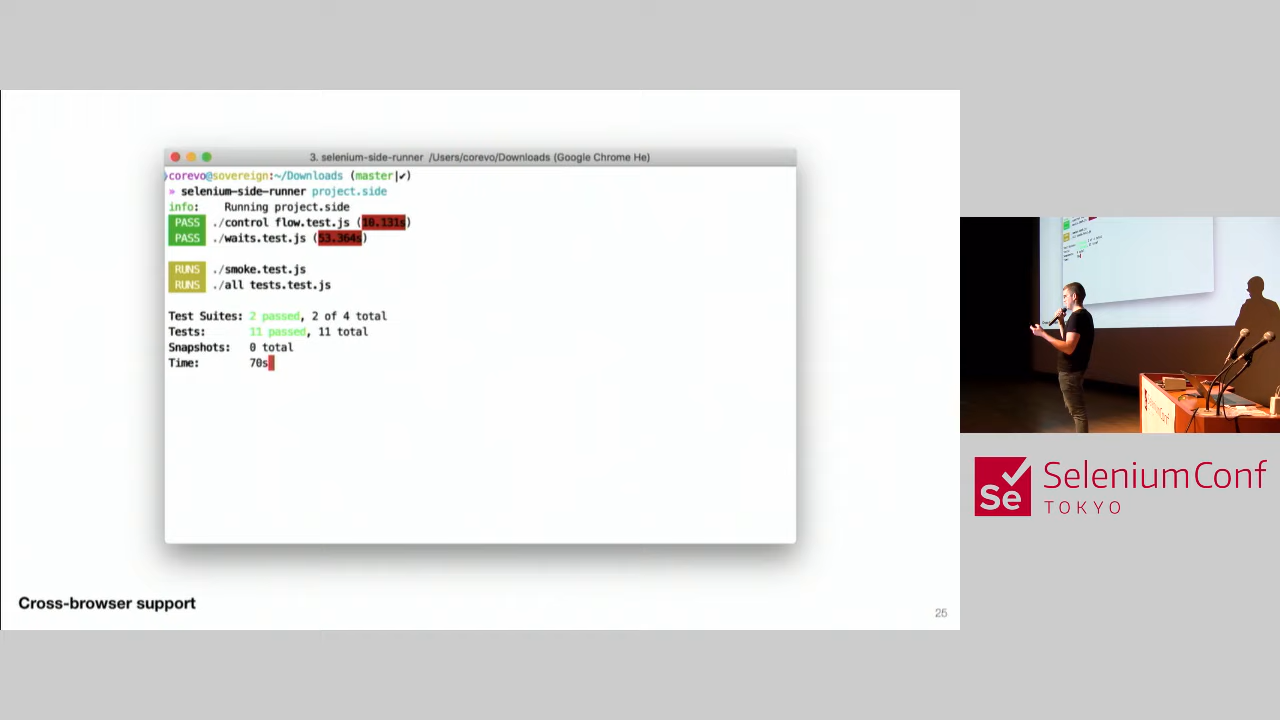 3. selenium-side-runner /Users/corevo/Downloads (Google Chrome He)
corevo@sovereign:~/Downloads (master|✔)
» selenium-side-runner project.side
info: Running project.side
PASS ./control flow.test.js (10.131s)
PASS ./waits.test.js (53.364s)
RUNS ./smoke.test.js
RUNS ./all tests.test.js
Test Suites: 2 passed, 2 of 4 total
Tests: 11 passed, 11 total
Snapshots: 0 total
Time: 70s
Cross-browser support
25
Se
SeleniumConf
TOKYO